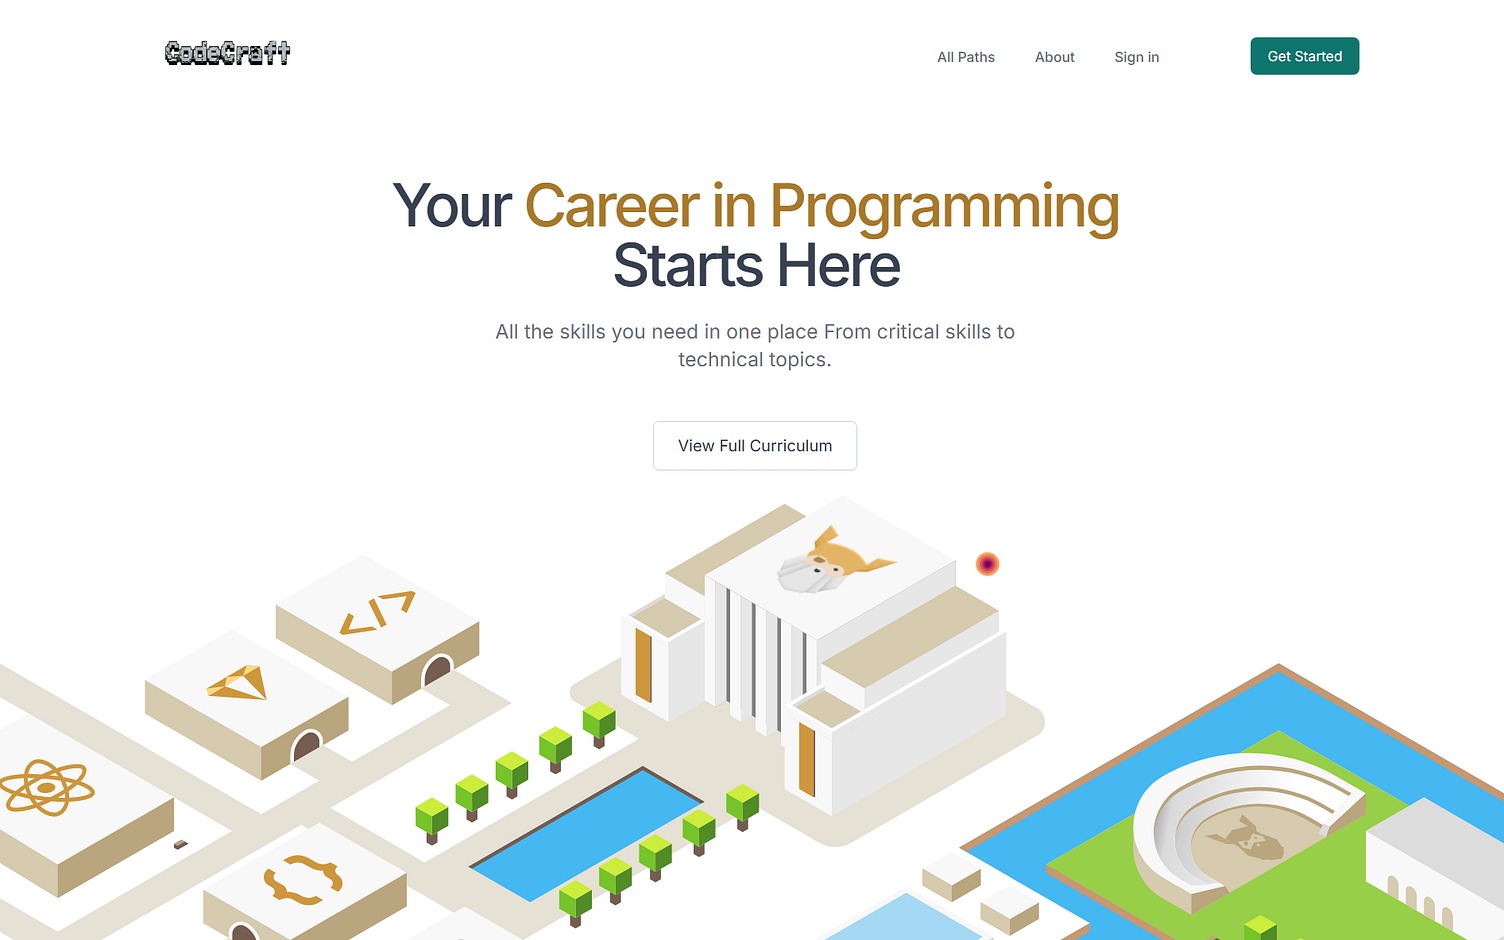 CodeCraft
All Paths
About
Sign in
Get Started
Your Career in Programming
Starts Here
All the skills you need in one place From critical skills to
technical topics.
View Full Curriculum